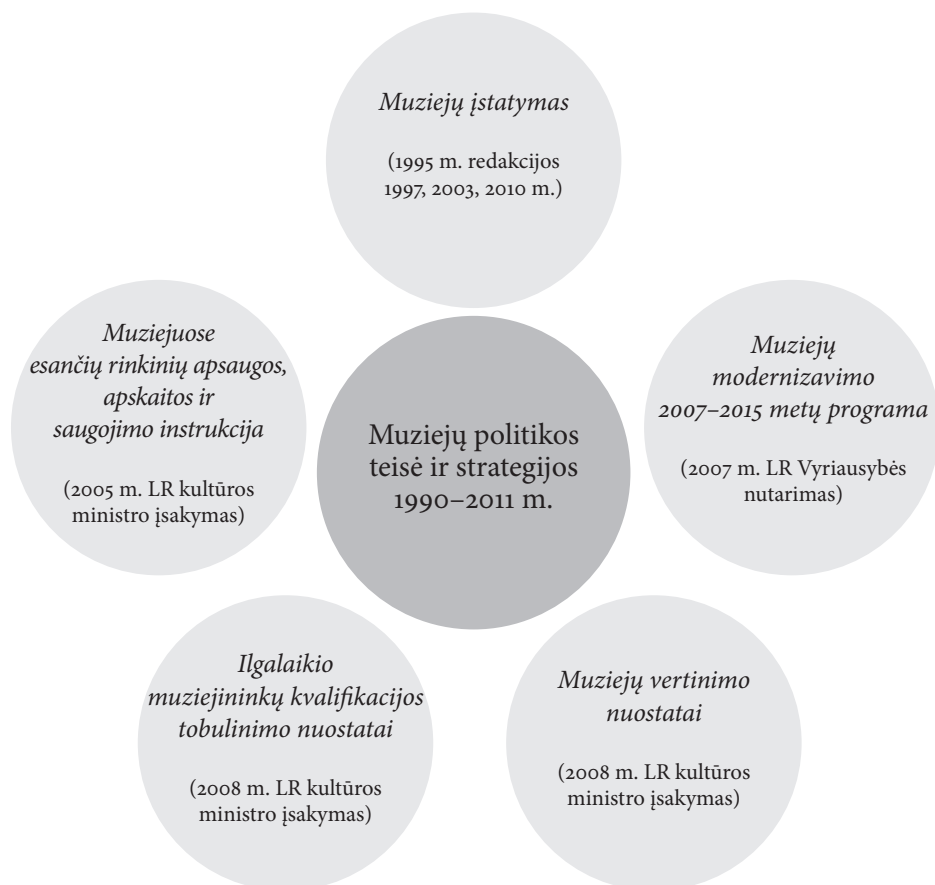 Muziejų įstatymas
(1995 m. redakcijos
1997, 2003, 2010 m.)
Muziejuose
esančių rinkinių apsaugos,
apskaitos ir
saugojimo instrukcija
(2005 m. LR kultūros
ministro įsakymas)
Muziejų politikos
teisė ir strategijos
1990–2011 m.
Muziejų
modernizavimo
2007–2015 metų programa
(2007 m. LR Vyriausybės
nutarimas)
Ilgalaikio
muziejininkų kvalifikacijos
tobulinimo nuostatai
(2008 m. LR kultūros
ministro įsakymas)
Muziejų vertinimo
nuostatai
(2008 m. LR kultūros
ministro įsakymas)